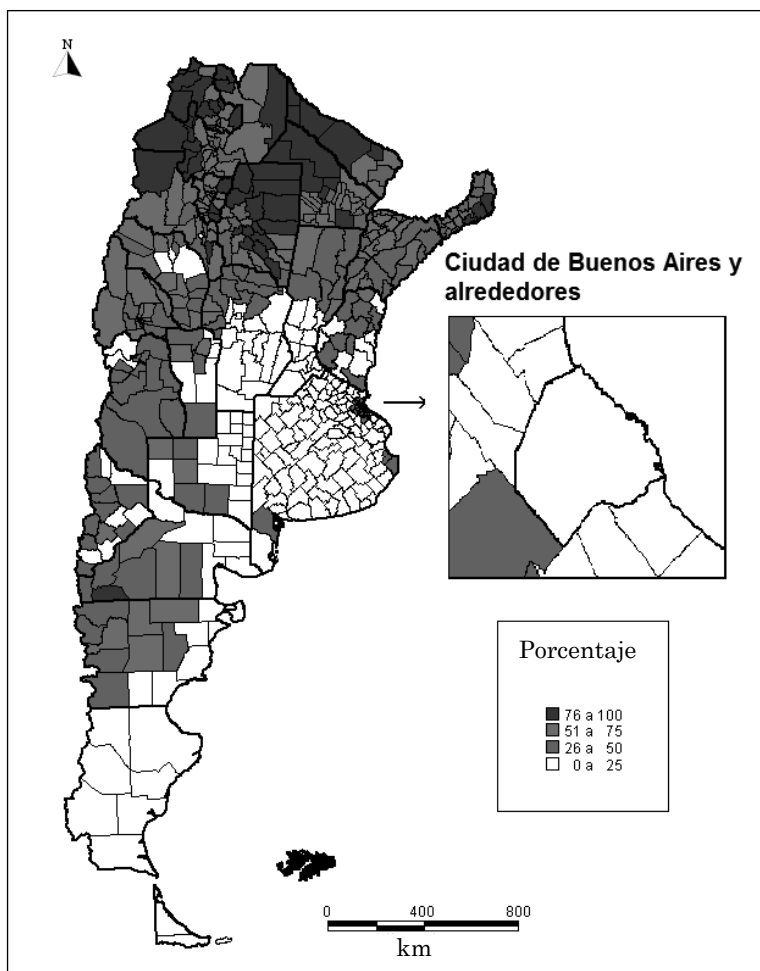 N
Ciudad de Buenos Aires y
alrededores
Porcentaje
76 a 100
51 a 75
26 a 50
0 a 25
0 400 800
km